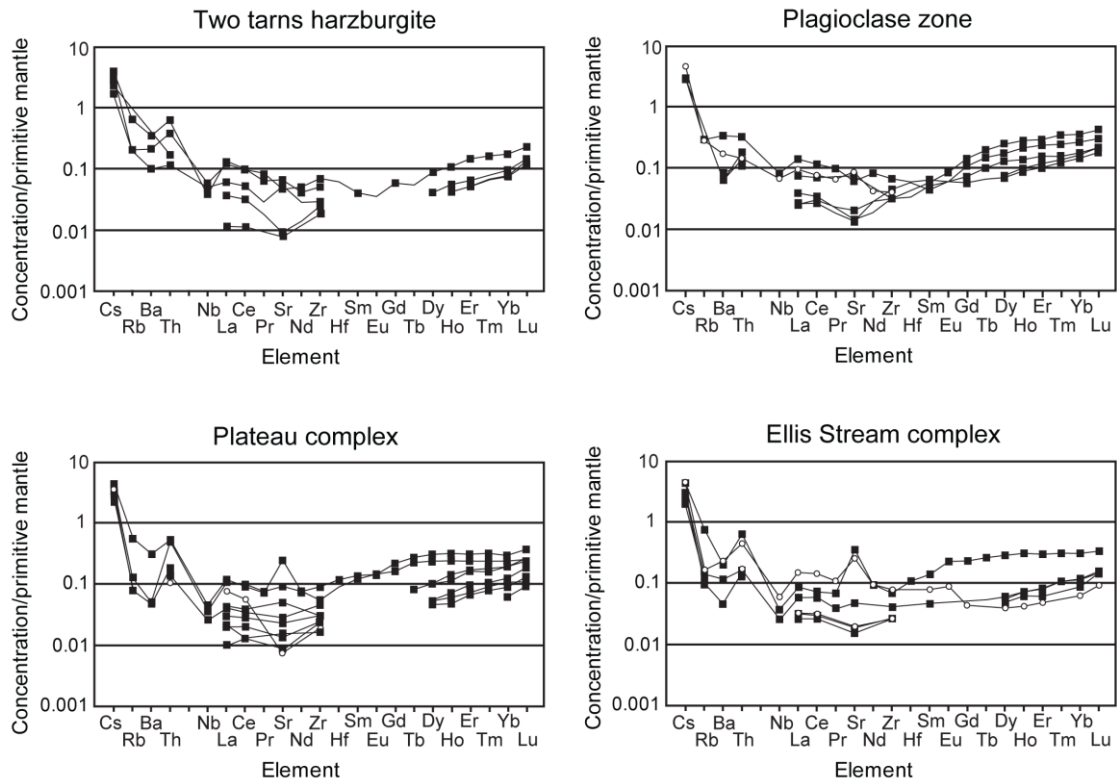 Two tarns harzburgite
Concentration/primitive mantle
10
1
0.1
0.01
0.001
Cs Ba Nb Ce Sr Zr Sm Gd Dy Er Yb
Rb Th La Pr Nd Hf Eu Tb Ho Tm Lu
Element
Plagioclase zone
Concentration/primitive mantle
10
1
0.1
0.01
0.001
Cs Ba Nb Ce Sr Zr Sm Gd Dy Er Yb
Rb Th La Pr Nd Hf Eu Tb Ho Tm Lu
Element
Plateau complex
Concentration/primitive mantle
10
1
0.1
0.01
0.001
Cs Ba Nb Ce Sr Zr Sm Gd Dy Er Yb
Rb Th La Pr Nd Hf Eu Tb Ho Tm Lu
Element
Ellis Stream complex
Concentration/primitive mantle
10
1
0.1
0.01
0.001
Cs Ba Nb Ce Sr Zr Sm Gd Dy Er Yb
Rb Th La Pr Nd Hf Eu Tb Ho Tm Lu
Element